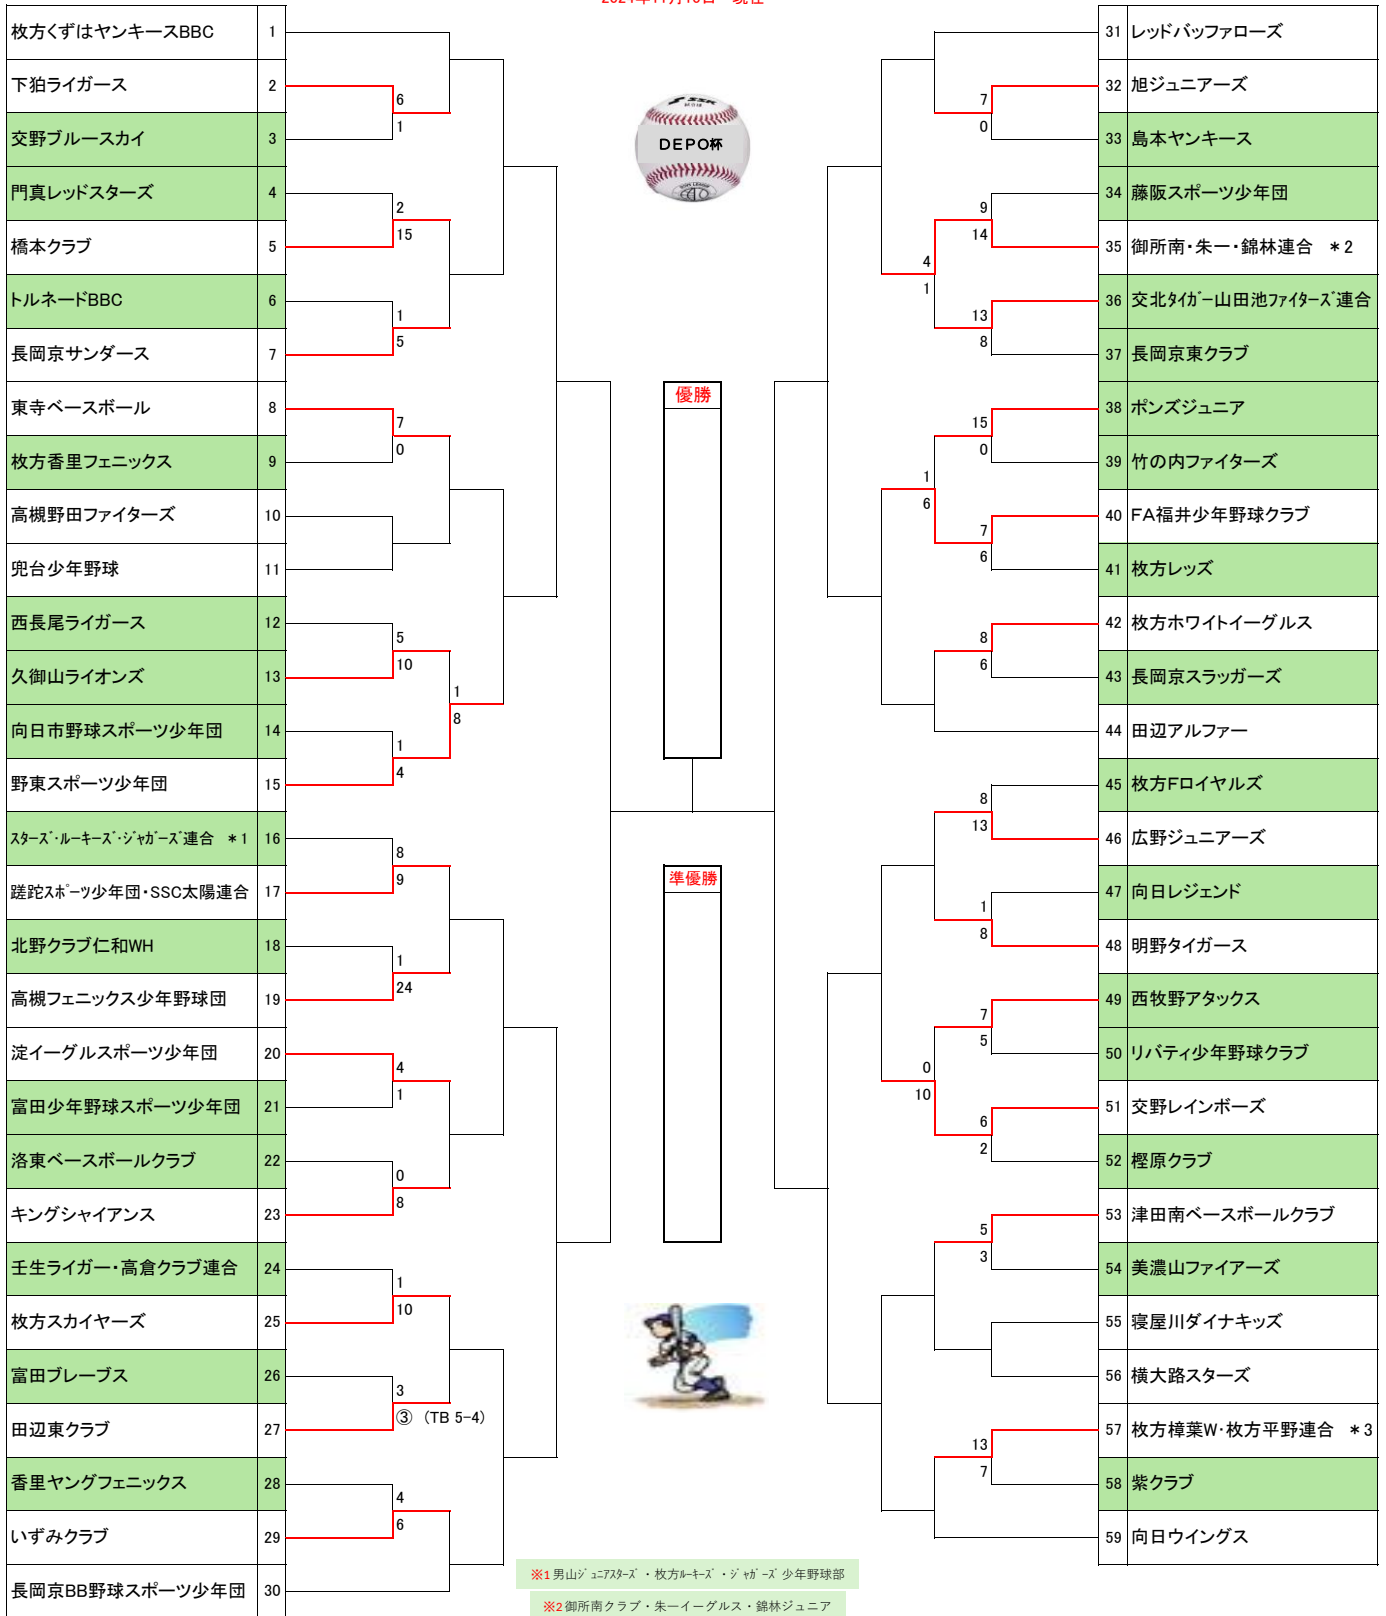 2024年11月16日 現在
枚方くずはヤンキースBBC 1
下狛ライガース 2
6
1
交野ブルースカイ 3
門真レッドスターズ 4
2
15
橋本クラブ 5
トルネードBBC 6
1
5
長岡京サンダース 7
東寺ベースボール 8
7
0
枚方香里フェニックス 9
高槻野田ファイターズ 10
兜台少年野球 11
西長尾ライガース 12
5
10
久御山ライオンズ 13
1
8
向日市野球スポーツ少年団 14
1
4
野東スポーツ少年団 15
スターズ・ルーキーズ・ジャガーズ連合 *1 16
8
9
蹉跎スポーツ少年団・SSC太陽連合 17
北野クラブ仁和WH 18
1
24
高槻フェニックス少年野球団 19
淀イーグルスポーツ少年団 20
4
1
富田少年野球スポーツ少年団 21
洛東ベースボールクラブ 22
0
8
キングシャイアンス 23
壬生ライガー・高倉クラブ連合 24
1
10
枚方スカイヤーズ 25
富田ブレーブス 26
3
③ (TB 5-4)
田辺東クラブ 27
香里ヤングフェニックス 28
4
6
いずみクラブ 29
長岡京BB野球スポーツ少年団 30
SSK
DEPO杯
優勝
準優勝
31 レッドバッファローズ
32 旭ジュニアーズ
7
0
33 島本ヤンキース
34 藤阪スポーツ少年団
9
14
35 御所南・朱一・錦林連合 *2
4
1
36 交北タイガー山田池ファイターズ連合
13
8
37 長岡京東クラブ
38 ポンズジュニア
15
0
39 竹の内ファイターズ
1
6
40 FA福井少年野球クラブ
7
6
41 枚方レッズ
42 枚方ホワイトイーグルス
8
6
43 長岡京スラッガーズ
44 田辺アルファー
45 枚方Fロイヤルズ
8
13
46 広野ジュニアーズ
47 向日レジェンド
1
8
48 明野タイガース
49 西牧野アタックス
7
5
50 リバティ少年野球クラブ
0
10
51 交野レインボーズ
6
2
52 樫原クラブ
53 津田南ベースボールクラブ
5
3
54 美濃山ファイアーズ
55 寝屋川ダイナキッズ
56 横大路スターズ
57 枚方樟葉W・枚方平野連合 *3
13
7
58 紫クラブ
59 向日ウイングス
※1 男山ジュニアスターズ・枚方ルーキーズ・ジャガーズ少年野球部
※2 御所南クラブ・朱一イーグルス・錦林ジュニア